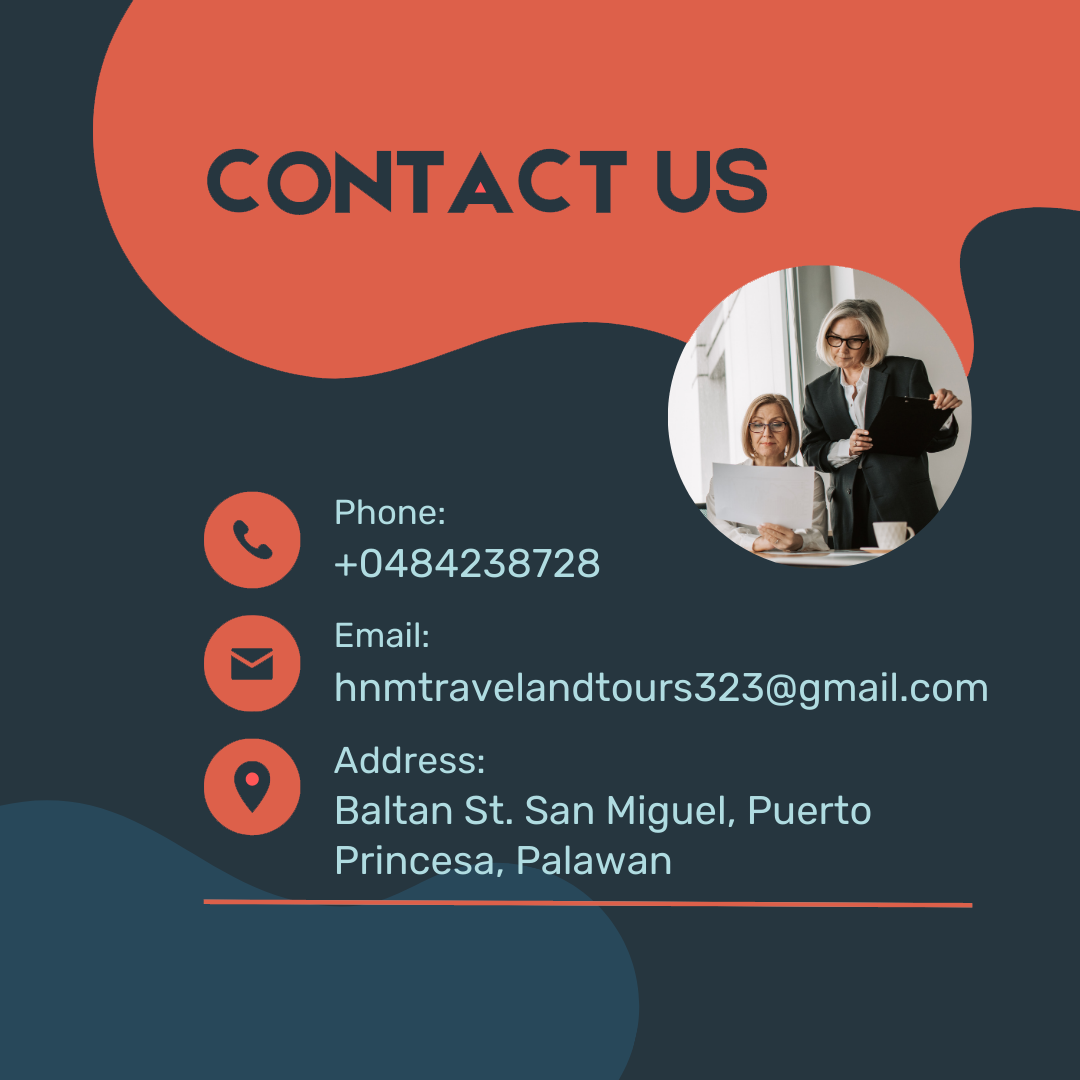 CONTACT US
Phone:
+0484238728
Email:
hnmtravelandtours323@gmail.com
Address:
Baltan St. San Miguel, Puerto
Princesa, Palawan